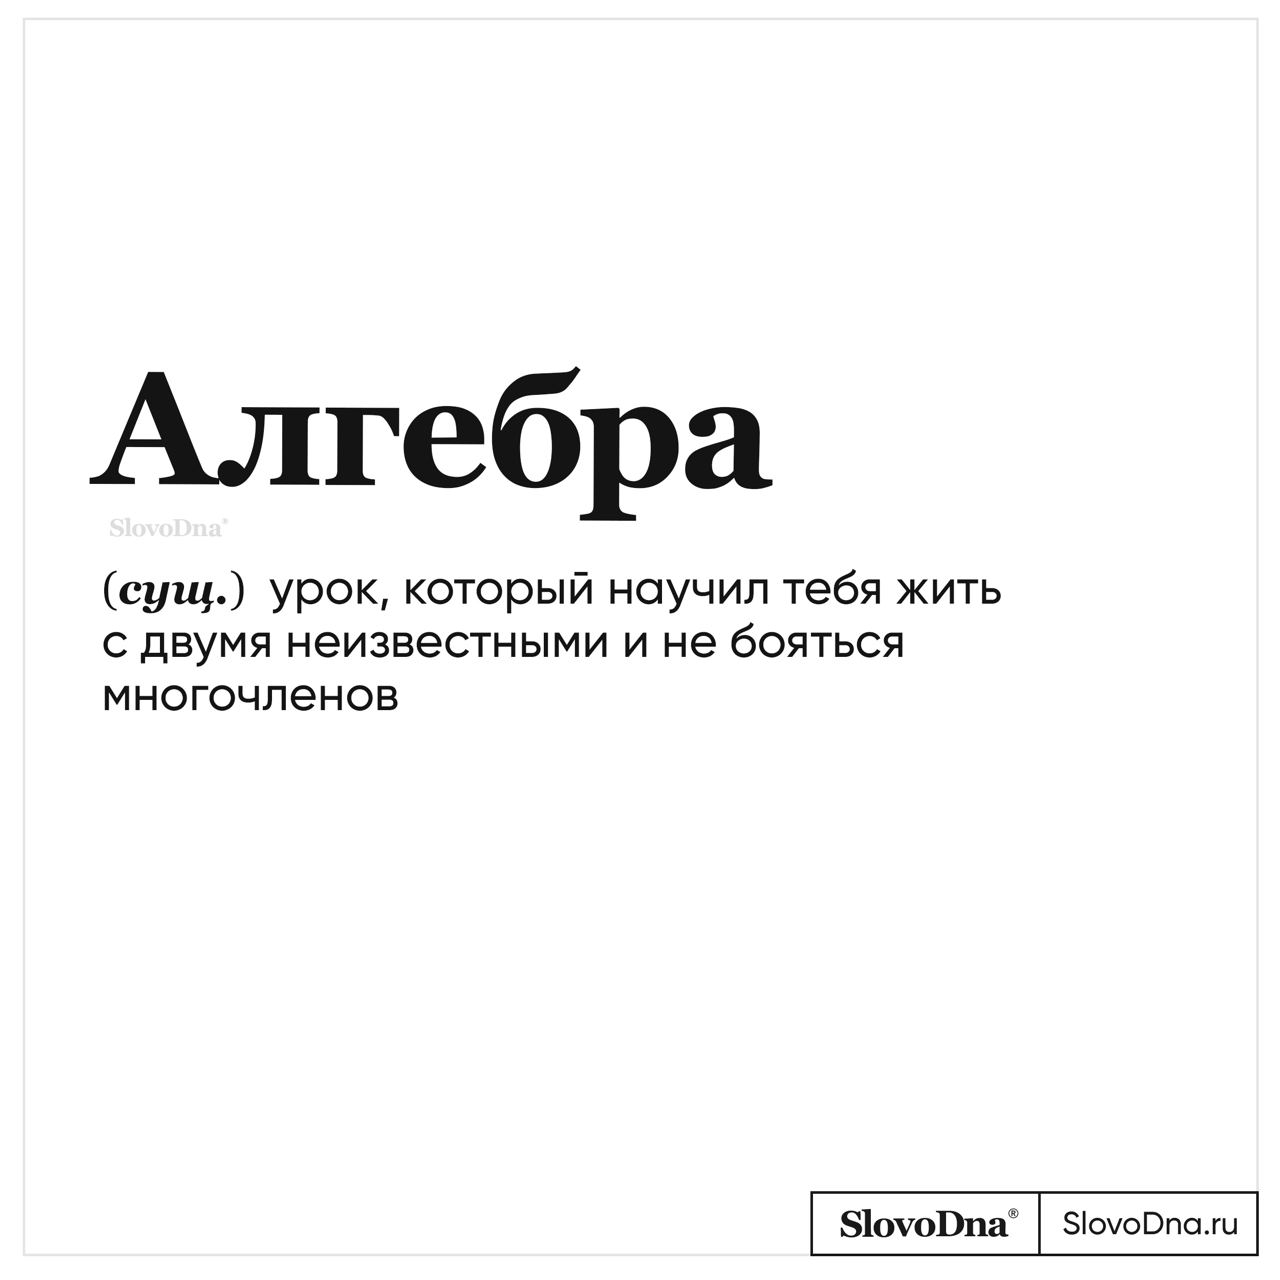 Алгебра
SlovoDna®
(сущ.) урок, который научил тебя жить
с двумя неизвестными и не бояться
многочленов
SlovoDna® SlovoDna.ru